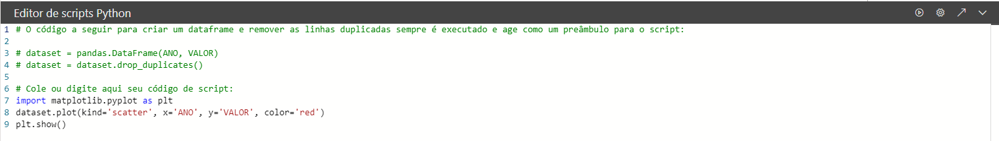 Editor de scripts Python
1 # O código a seguir para criar um dataframe e remover as linhas duplicadas sempre é executado e age como um preâmbulo para o script:
2
3 # dataset = pandas.DataFrame(ANO, VALOR)
4 # dataset = dataset.drop_duplicates()
5
6 # Cole ou digite aqui seu código de script:
7 import matplotlib.pyplot as plt
8 dataset.plot(kind='scatter', x='ANO', y='VALOR', color='red')
9 plt.show()